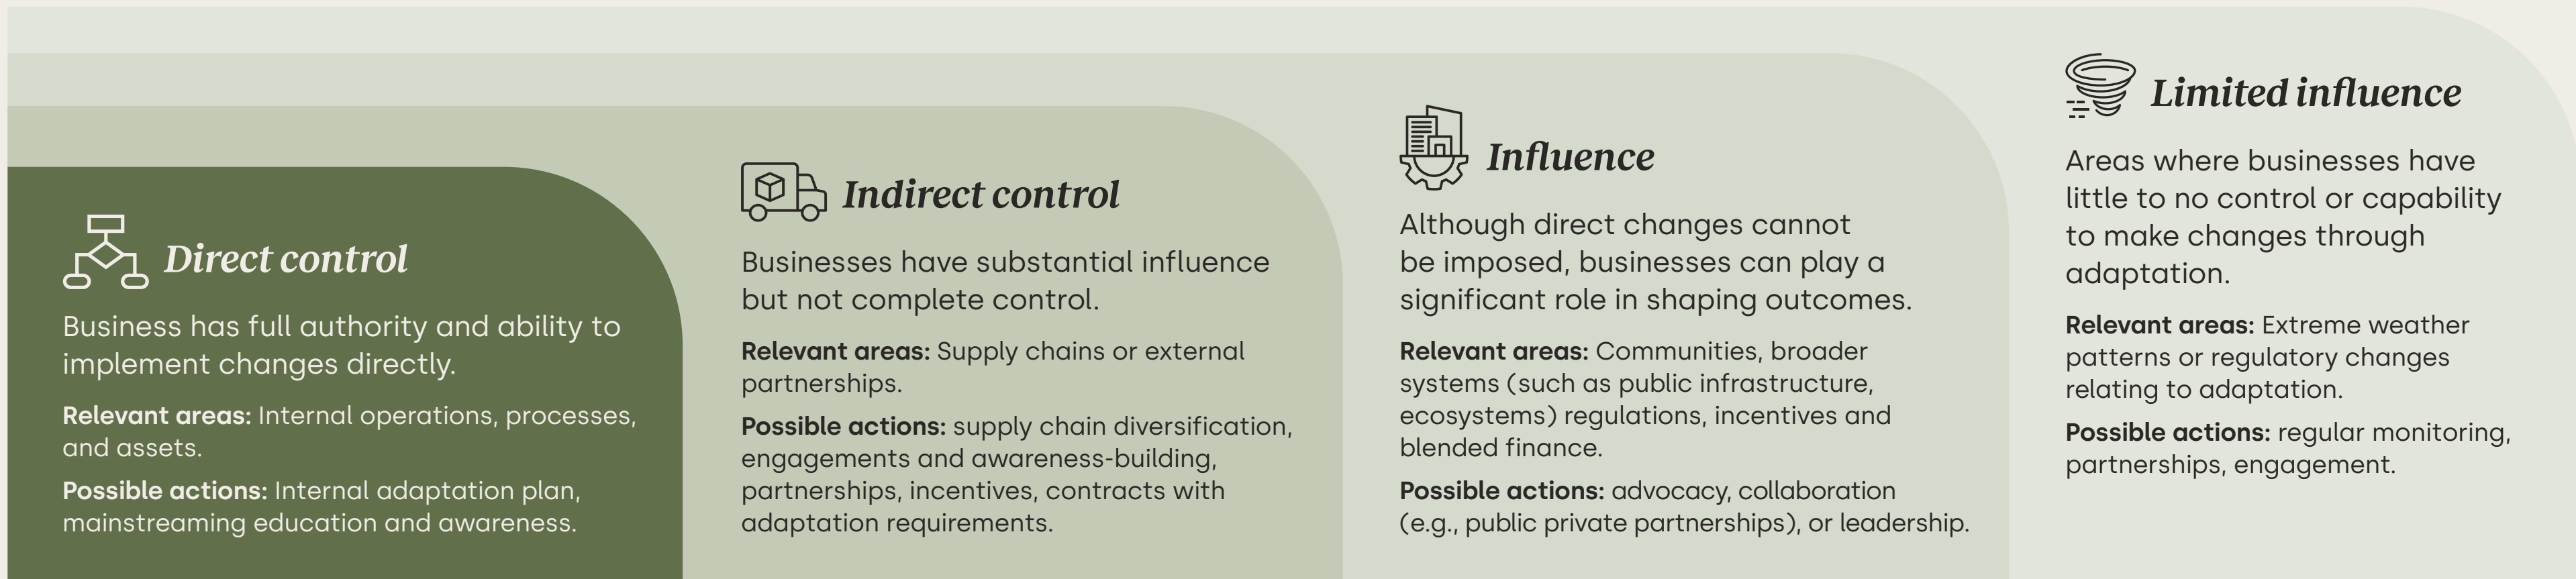 Direct control
Business has full authority and ability to
implement changes directly.
Relevant areas: Internal operations, processes,
and assets.
Possible actions: Internal adaptation plan,
mainstreaming education and awareness.
Indirect control
Businesses have substantial influence
but not complete control.
Relevant areas: Supply chains or external
partnerships.
Possible actions: supply chain diversification,
engagements and awareness-building,
partnerships, incentives, contracts with
adaptation requirements.
Influence
Although direct changes cannot
be imposed, businesses can play a
significant role in shaping outcomes.
Relevant areas: Communities, broader
systems (such as public infrastructure,
ecosystems) regulations, incentives and
blended finance.
Possible actions: advocacy, collaboration
(e.g., public private partnerships), or leadership.
Limited influence
Areas where businesses have
little to no control or capability
to make changes through
adaptation.
Relevant areas: Extreme weather
patterns or regulatory changes
relating to adaptation.
Possible actions: regular monitoring,
partnerships, engagement.